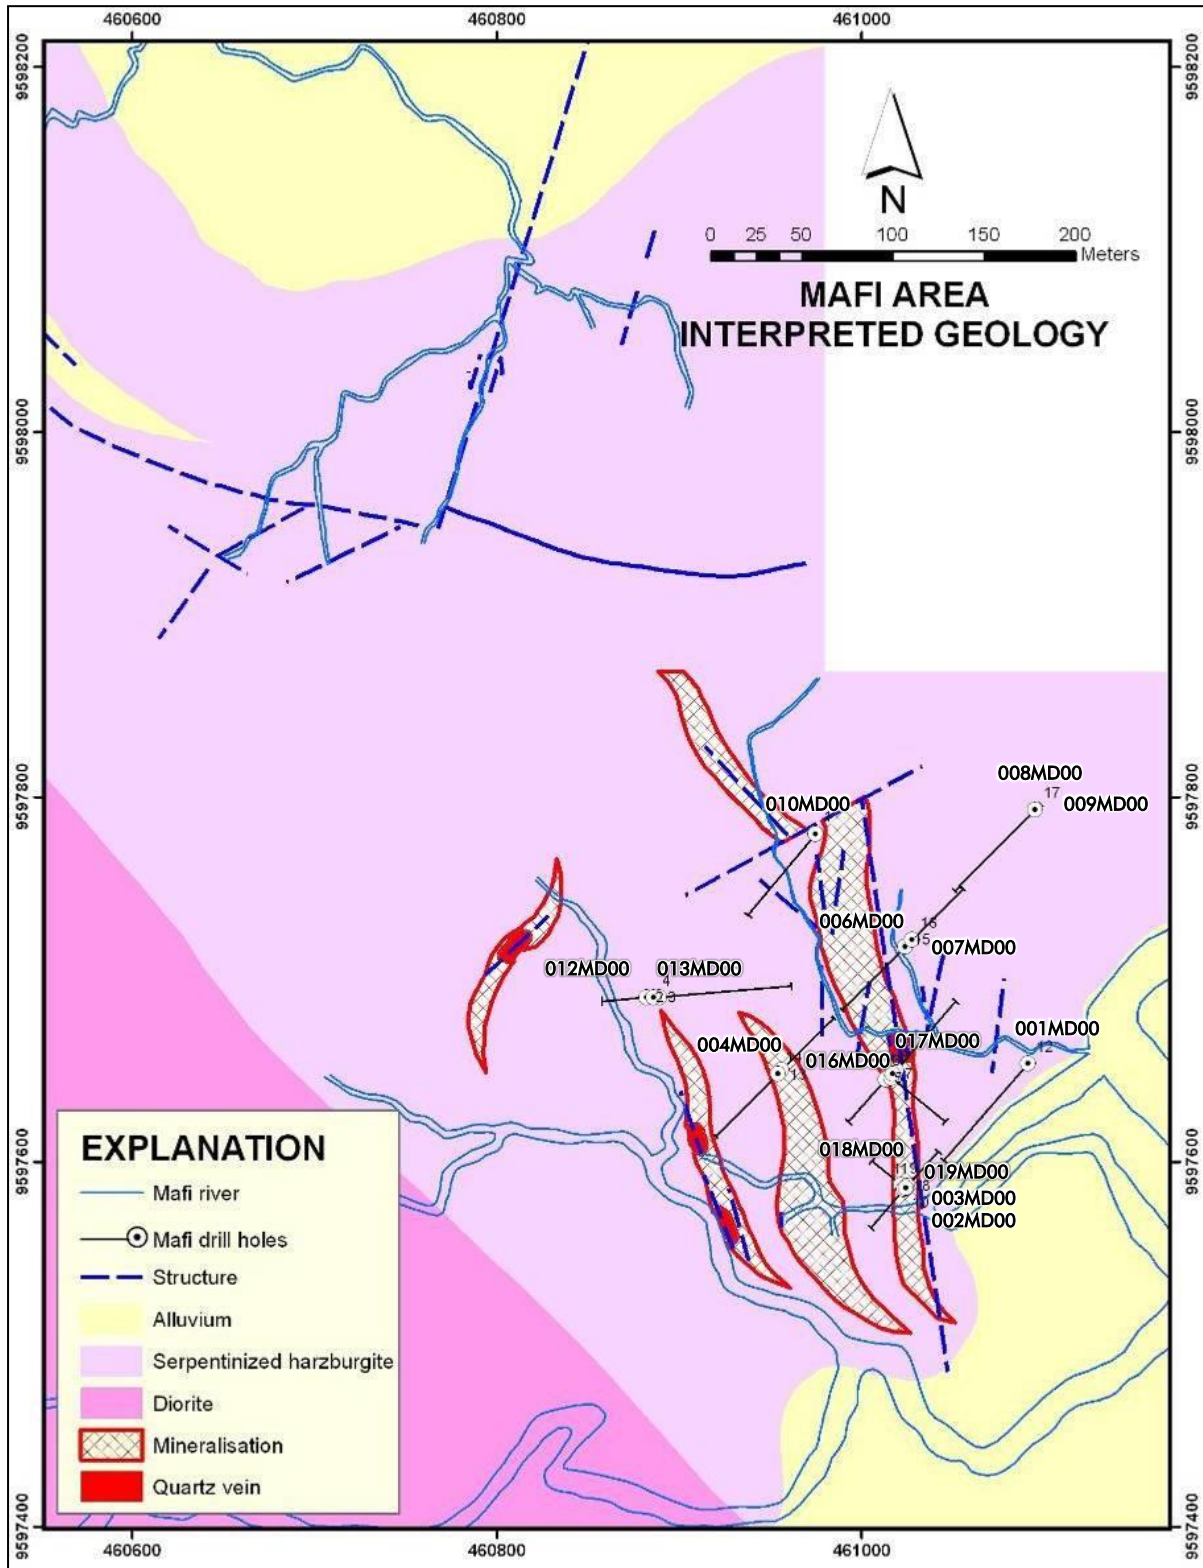 460600
460800
461000
9598200
9598200
N
0 25 50 100 150 200
Meters
MAFI AREA
INTERPRETED GEOLOGY
9598000
9598000
008MD00
17
009MD00
010MD00
9597800
9597800
006MD00
16
15
007MD00
012MD00
013MD00
4
2 3
001MD00
12
017MD00
004MD00
016MD00
018MD00
019MD00
003MD00
002MD00
9597600
9597600
EXPLANATION
Mafi river
Mafi drill holes
Structure
Alluvium
Serpentinized harzburgite
Diorite
Mineralisation
Quartz vein
9597400
9597400
460600
460800
461000